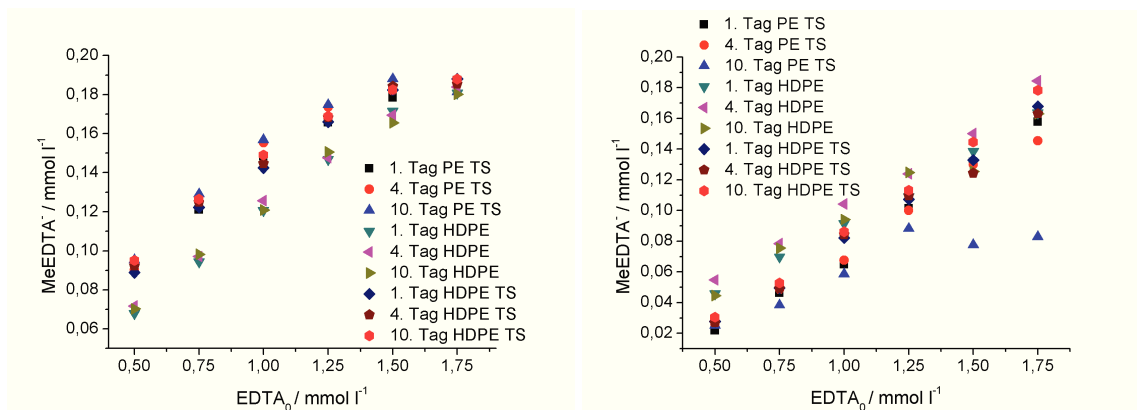 0,20
0,18
0,16
0,14
0,12
0,10
0,08
0,06
MeEDTA⁻ / mmol l⁻¹
1. Tag PE TS
4. Tag PE TS
10. Tag PE TS
1. Tag HDPE
4. Tag HDPE
10. Tag HDPE
1. Tag HDPE TS
4. Tag HDPE TS
10. Tag HDPE TS
0,50 0,75 1,00 1,25 1,50 1,75
EDTA₀ / mmol l⁻¹
1. Tag PE TS
4. Tag PE TS
10. Tag PE TS
1. Tag HDPE
4. Tag HDPE
10. Tag HDPE
1. Tag HDPE TS
4. Tag HDPE TS
10. Tag HDPE TS
0,20
0,18
0,16
0,14
0,12
0,10
0,08
0,06
0,04
0,02
MeEDTA⁻ / mmol l⁻¹
0,50 0,75 1,00 1,25 1,50 1,75
EDTA₀ / mmol l⁻¹